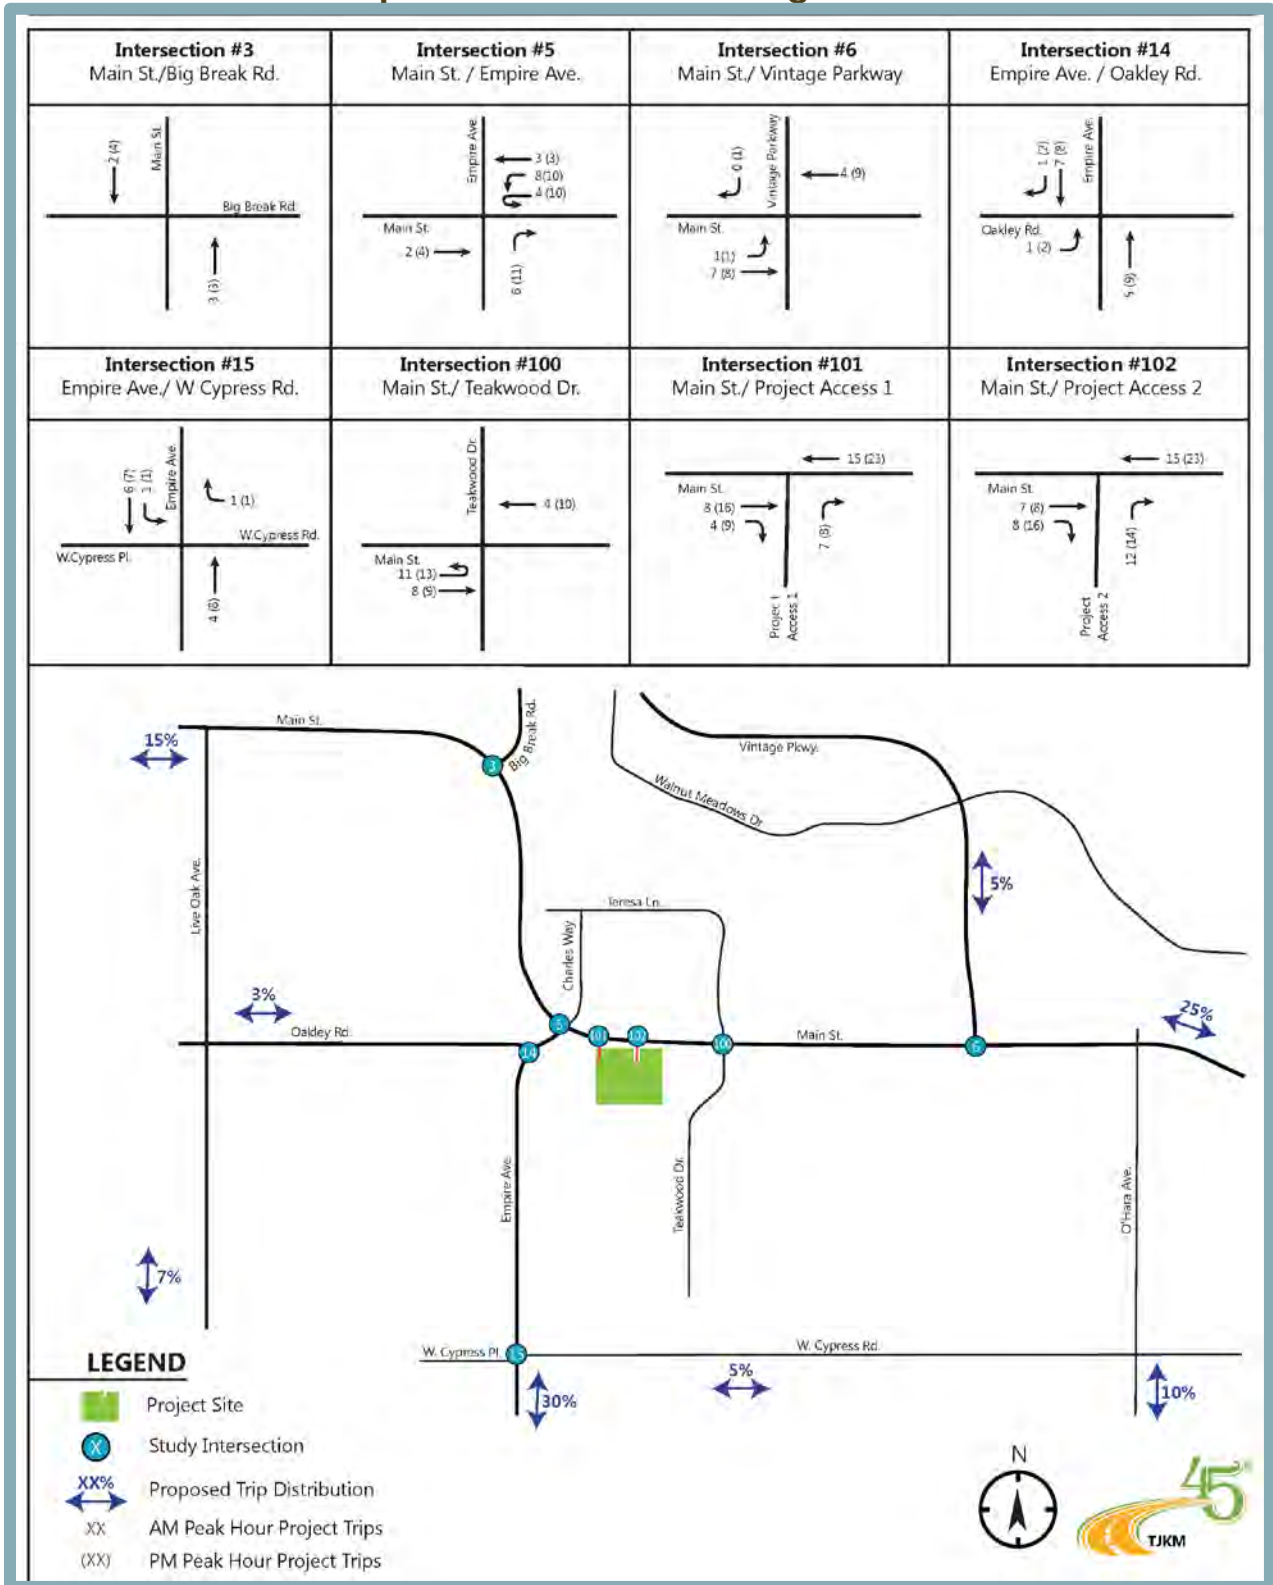 Intersection #3
Main St./Big Break Rd.
Intersection #5
Main St. / Empire Ave.
Intersection #6
Main St./ Vintage Parkway
Intersection #14
Empire Ave. / Oakley Rd.
2 (4)
Main St.
Big Break Rd.
3 (3)
Empire Ave.
3 (3)
8(10)
4 (10)
Main St.
2 (4)
6 (11)
0 (1)
Vintage Parkway
4 (9)
Main St.
1(1)
7 (8)
1 (2)
7 (8)
Empire Ave.
Oakley Rd.
1 (2)
5 (9)
Intersection #15
Empire Ave./ W Cypress Rd.
Intersection #100
Main St./ Teakwood Dr.
Intersection #101
Main St./ Project Access 1
Intersection #102
Main St./ Project Access 2
6 (7)
1 (1)
Empire Ave.
1 (1)
W.Cypress Rd.
W.Cypress Pl.
4 (8)
Teakwood Dr.
4 (10)
Main St.
11 (13)
8 (9)
15 (23)
Main St.
8 (16)
4 (9)
7 (8)
Project
Access 1
15 (23)
Main St.
7 (8)
8 (16)
12 (14)
Project
Access 2
Main St.
15%
Big Break Rd.
3
Vintage Pkwy.
Walnut Meadows Dr
Live Oak Ave.
5%
Teresa Ln.
Charles Way
3%
25%
Oakley Rd.
5
101
102
Main St.
14
100
6
Empire Ave.
Teakwood Dr.
O'Hara Ave.
7%
W. Cypress Pl.
15
W. Cypress Rd.
5%
30%
10%
LEGEND
Project Site
X
Study Intersection
XX%
Proposed Trip Distribution
XX
AM Peak Hour Project Trips
(XX)
PM Peak Hour Project Trips
N
45
TJKM